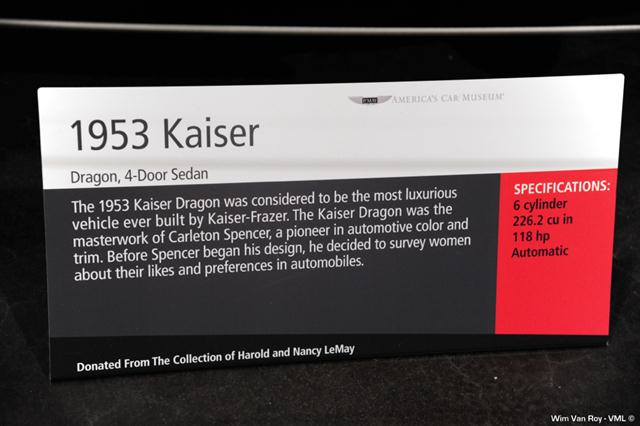 AMERICA'S CAR MUSEUM
1953 Kaiser
Dragon, 4-Door Sedan
The 1953 Kaiser Dragon was considered to be the most luxurious
vehicle ever built by Kaiser-Frazer. The Kaiser Dragon was the
masterwork of Carleton Spencer, a pioneer in automotive color and
trim. Before Spencer began his design, he decided to survey women
about their likes and preferences in automobiles.
SPECIFICATIONS:
6 cylinder
226.2 cu in
118 hp
Automatic
Donated From The Collection of Harold and Nancy LeMay
Wim Van Roy - VML ©